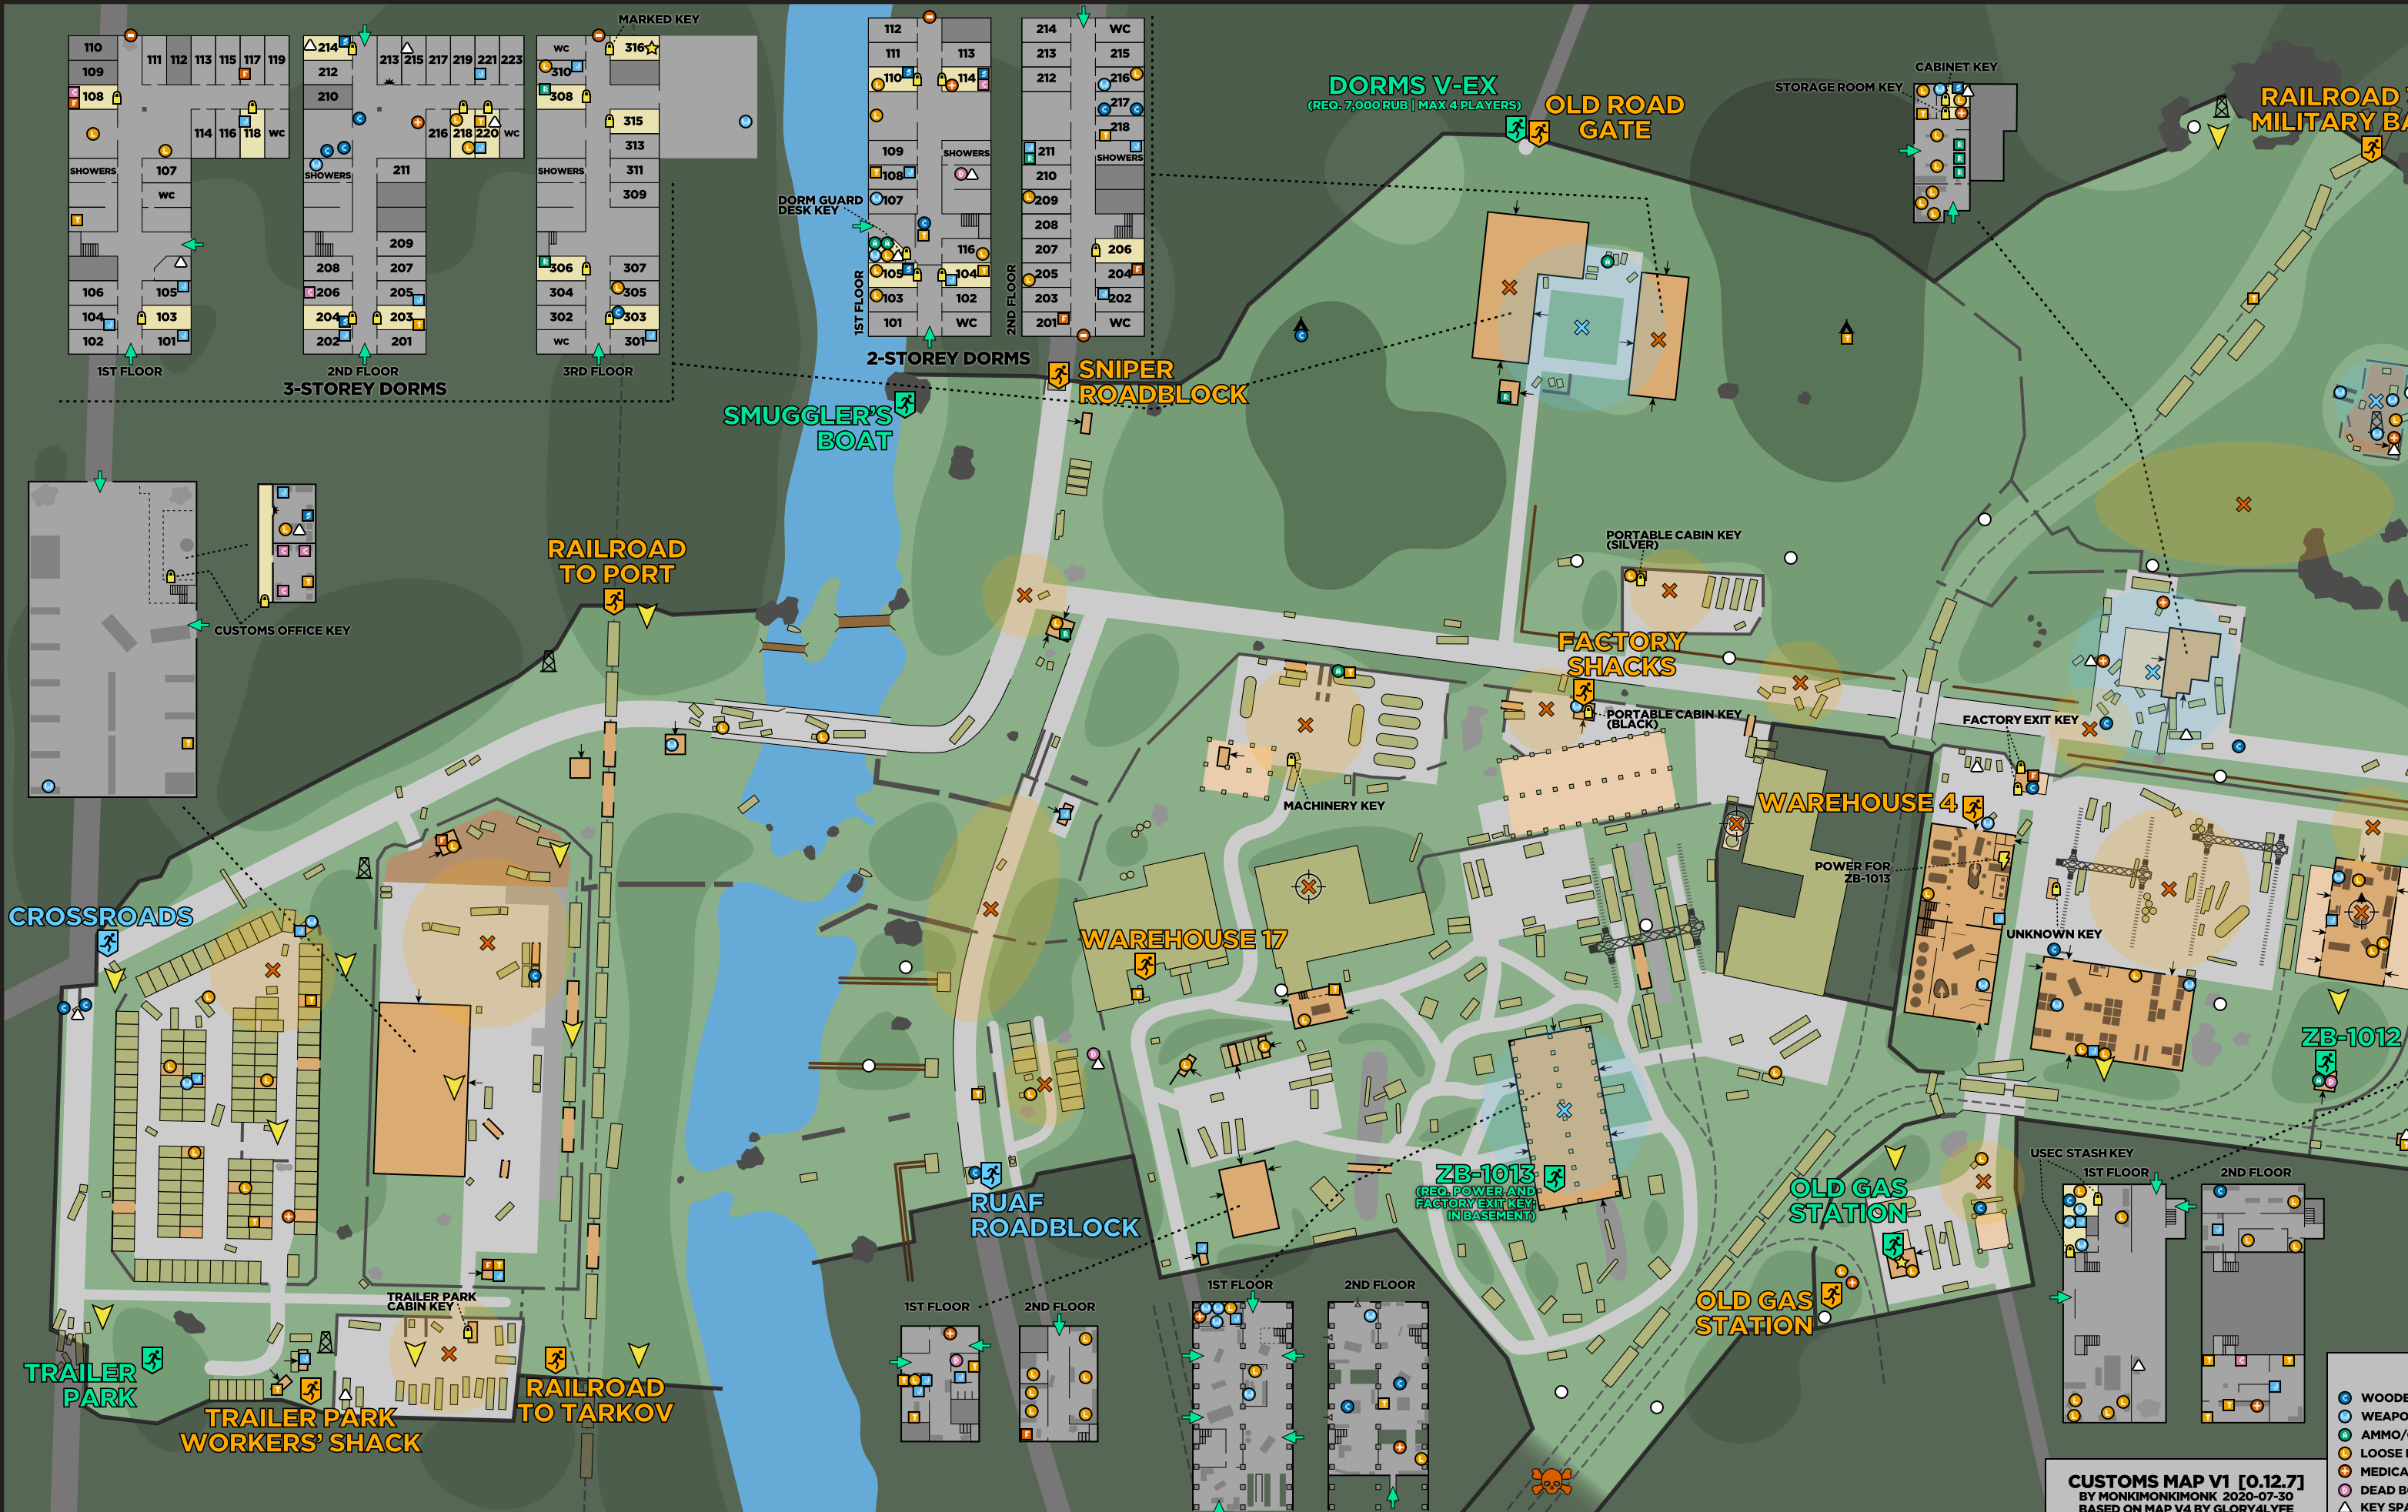 MARKED KEY
110
109
108
111
112
113
115
117
119
114
116
118
WC
SHOWERS
107
WC
106
105
104
103
102
101
1ST FLOOR
214
212
210
213
215
217
219
221
223
216
218
220
WC
SHOWERS
211
209
208
207
206
205
204
203
202
201
2ND FLOOR
3-STOREY DORMS
WC
316
310
308
315
313
SHOWERS
311
309
306
307
304
305
302
303
WC
301
3RD FLOOR
112
111
113
110
114
109
SHOWERS
108
107
DORM GUARD
DESK KEY
116
105
104
103
102
101
WC
1ST FLOOR
214
WC
213
215
212
216
217
218
211
SHOWERS
210
209
208
207
206
205
204
203
202
201
WC
2ND FLOOR
2-STOREY DORMS
DORMS V-EX
(REQ. 7,000 RUB | MAX 4 PLAYERS)
OLD ROAD
GATE
CABINET KEY
STORAGE ROOM KEY
RAILROAD
MILITARY BA
SNIPER
ROADBLOCK
SMUGGLER'S
BOAT
RAILROAD
TO PORT
CUSTOMS OFFICE KEY
PORTABLE CABIN KEY
(SILVER)
FACTORY
SHACKS
PORTABLE CABIN KEY
(BLACK)
FACTORY EXIT KEY
MACHINERY KEY
WAREHOUSE 4
POWER FOR
ZB-1013
UNKNOWN KEY
CROSSROADS
WAREHOUSE 17
ZB-1012
RUAF
ROADBLOCK
ZB-1013
(REQ. POWER AND
FACTORY EXIT KEY;
IN BASEMENT)
OLD GAS
STATION
USEC STASH KEY
1ST FLOOR
2ND FLOOR
OLD GAS
STATION
TRAILER PARK
CABIN KEY
TRAILER
PARK
TRAILER PARK
WORKERS' SHACK
RAILROAD
TO TARKOV
1ST FLOOR
2ND FLOOR
1ST FLOOR
2ND FLOOR
WOODE
WEAPO
AMMO/
LOOSE
MEDICA
DEAD
KEY SPA
CUSTOMS MAP V1 [0.12.7]
BY MONKIMONKIMONK 2020-07-30
BASED ON MAP V4 BY GLORY4LYFE